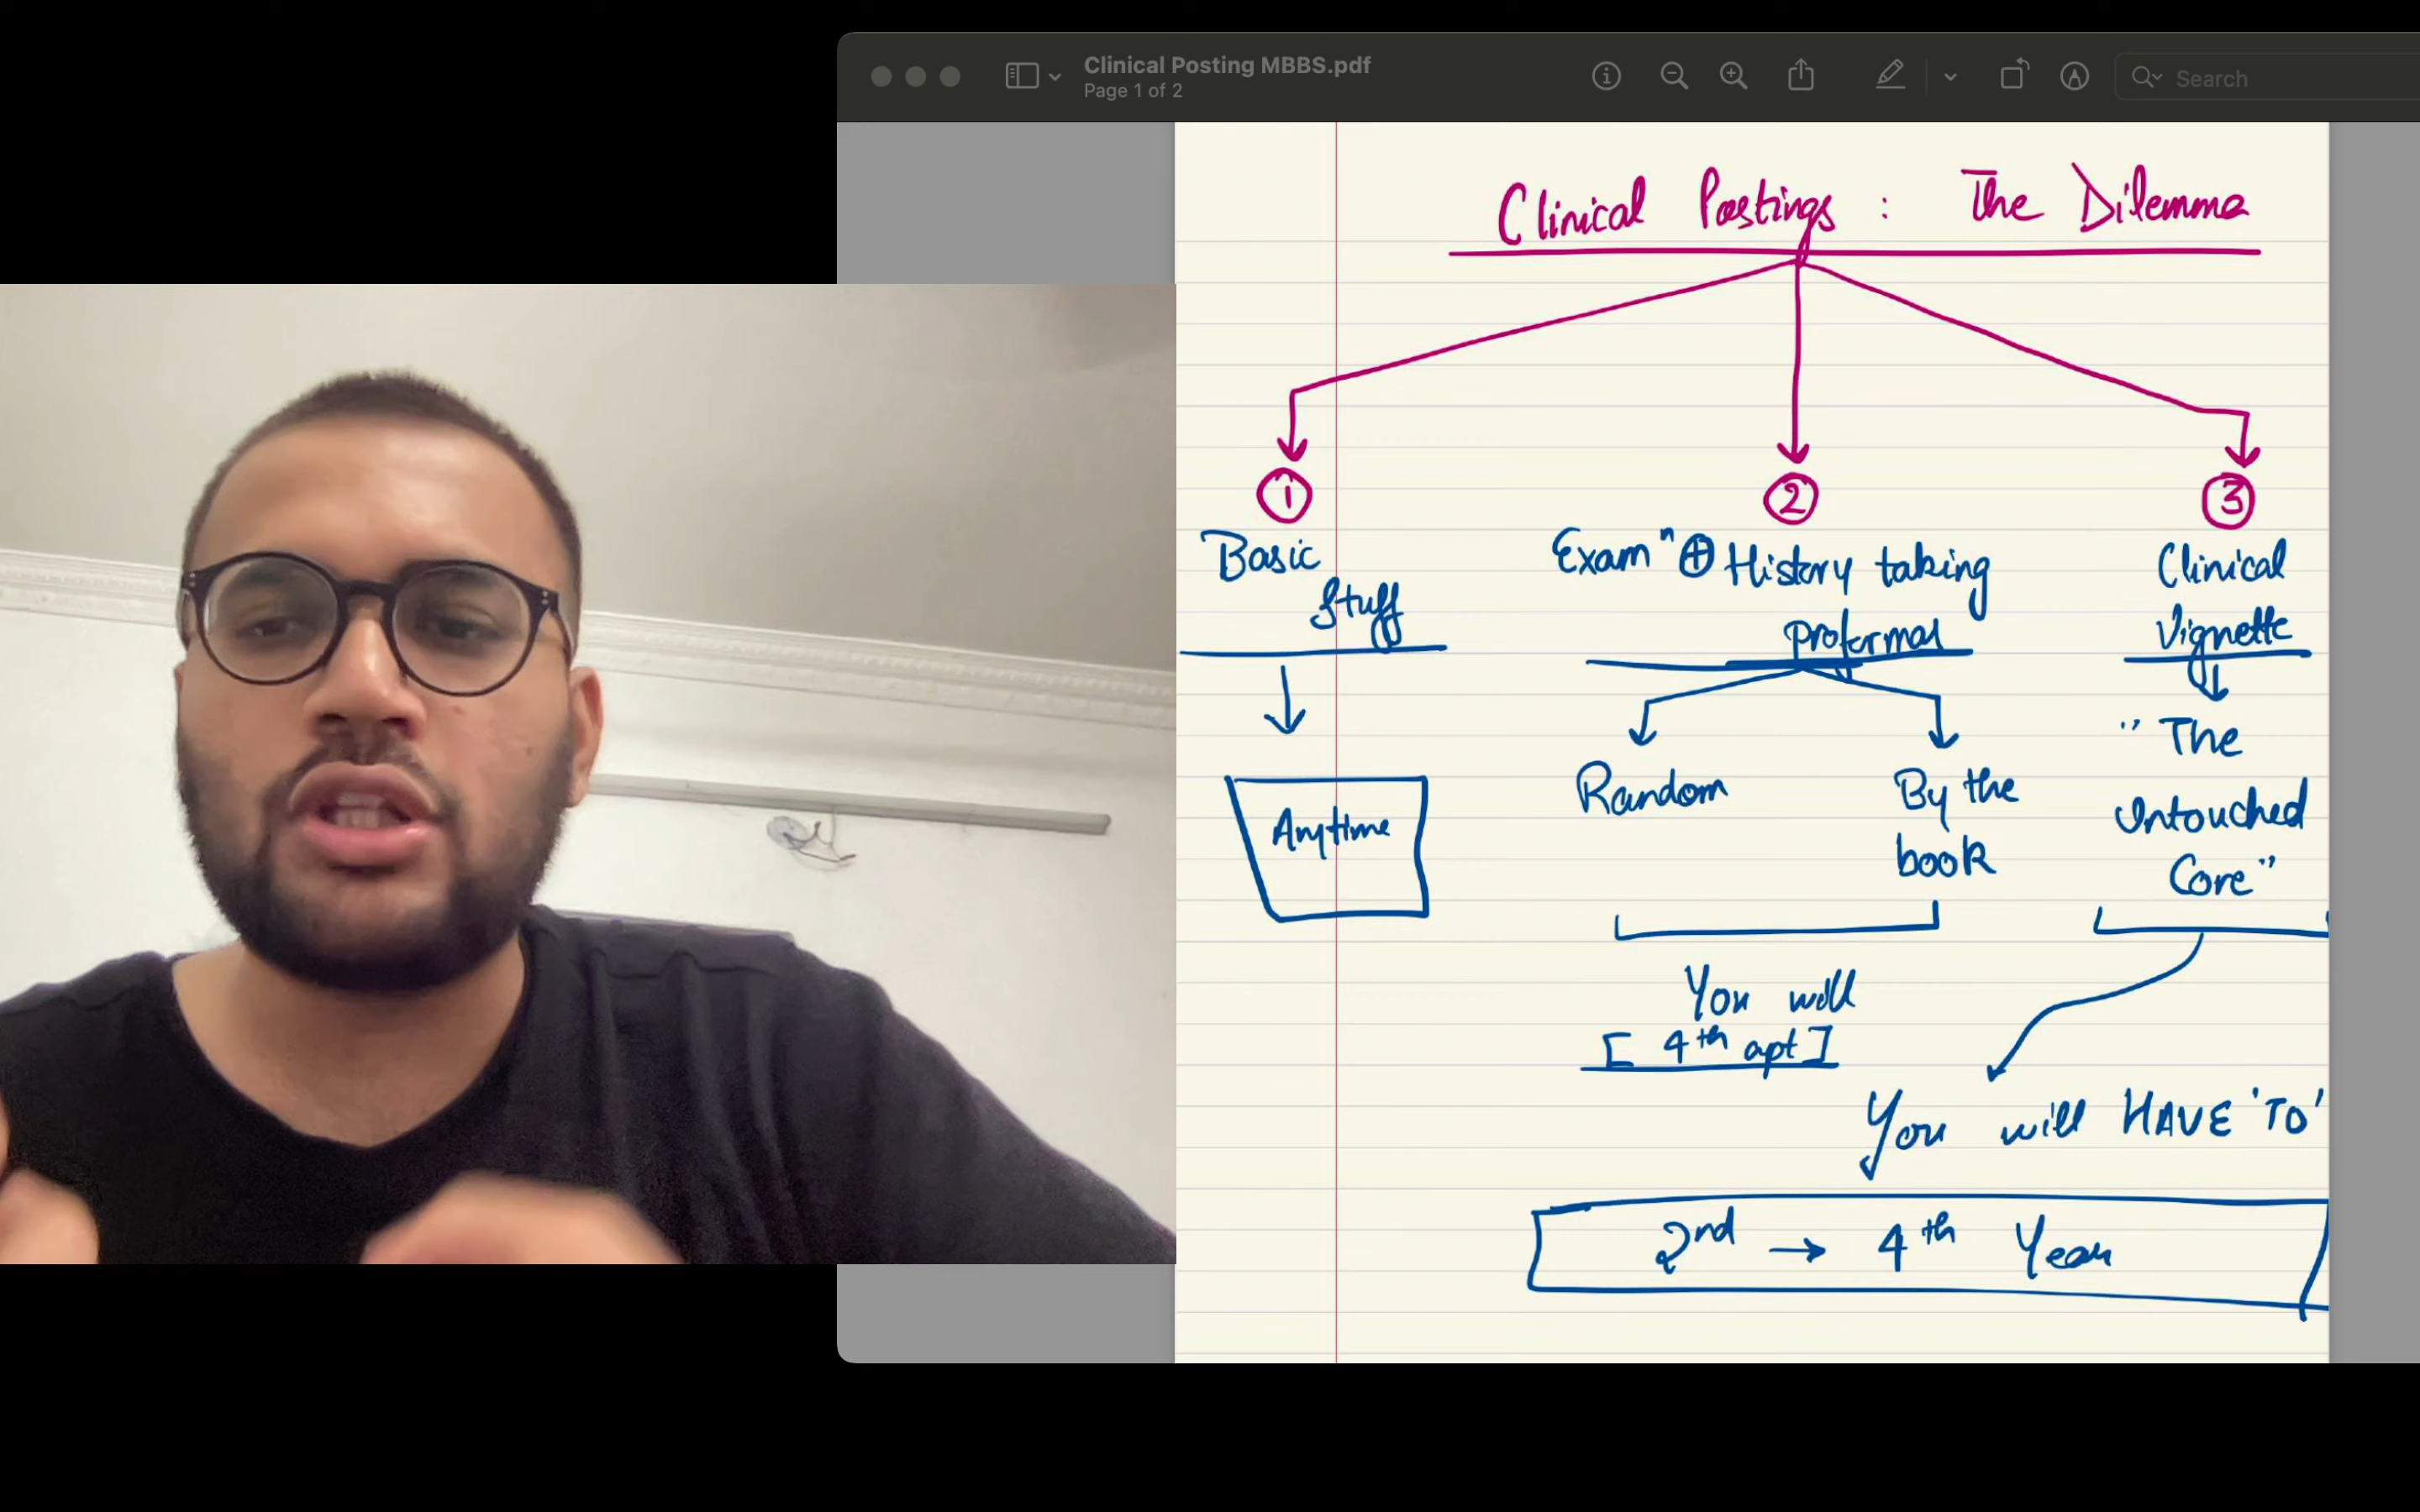 Clinical Posting MBBS.pdf
Page 1 of 2
Search
Clinical Postings : The Dilemma
1
2
3
Basic
stuff
Anytime
Examⁿ ⊕ History taking
proformas
Random
By the
book
You will
[ 4th apt ]
Clinical
Vignette
"The
Untouched
Core"
You will HAVE 'TO'
2nd → 4th Year